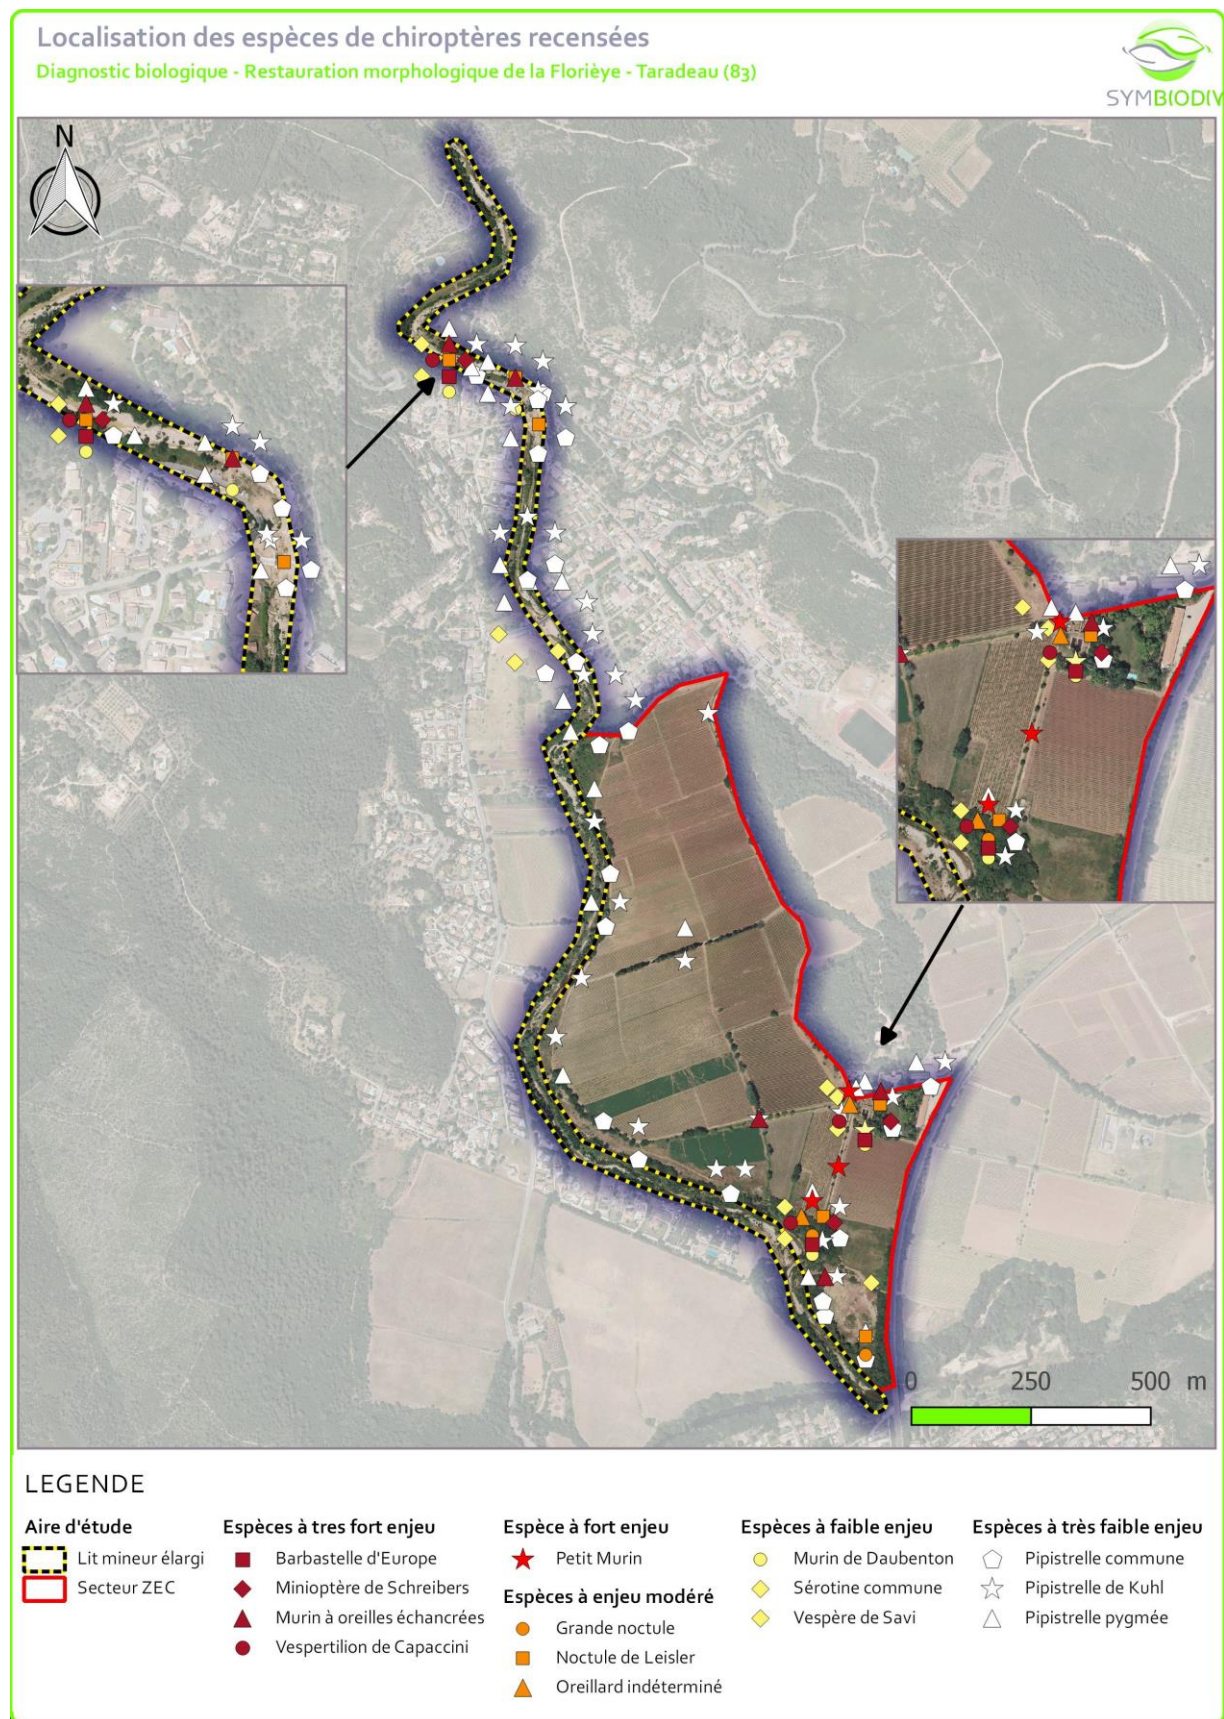 Localisation des espèces de chiroptères recensées
Diagnostic biologique - Restauration morphologique de la Florièye - Taradeau (83)
SYMBIODIV
N
0 250 500 m
LEGENDE
Aire d'étude
Lit mineur élargi
Secteur ZEC
Espèces à tres fort enjeu
Barbastelle d'Europe
Minioptère de Schreibers
Murin à oreilles échancrées
Vespertilion de Capaccini
Espèce à fort enjeu
Petit Murin
Espèces à enjeu modéré
Grande noctule
Noctule de Leisler
Oreillard indéterminé
Espèces à faible enjeu
Murin de Daubenton
Sérotine commune
Vespère de Savi
Espèces à très faible enjeu
Pipistrelle commune
Pipistrelle de Kuhl
Pipistrelle pygmée